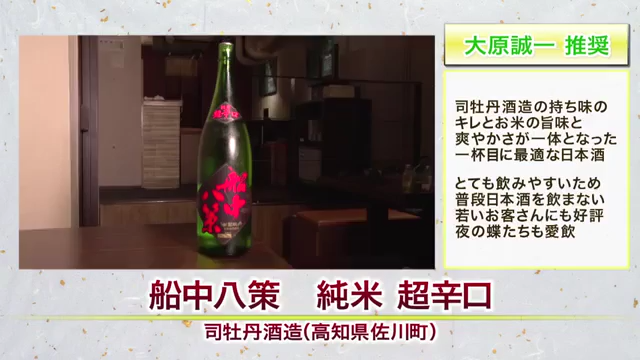 大原誠一 推奨
司牡丹酒造の持ち味の
キレとお米の旨味と
爽やかさが一体となった
一杯目に最適な日本酒
とても飲みやすいため
普段日本酒を飲まない
若いお客さんにも好評
夜の蝶たちも愛飲
船中八策
船中八策 純米 超辛口
司牡丹酒造(高知県佐川町)